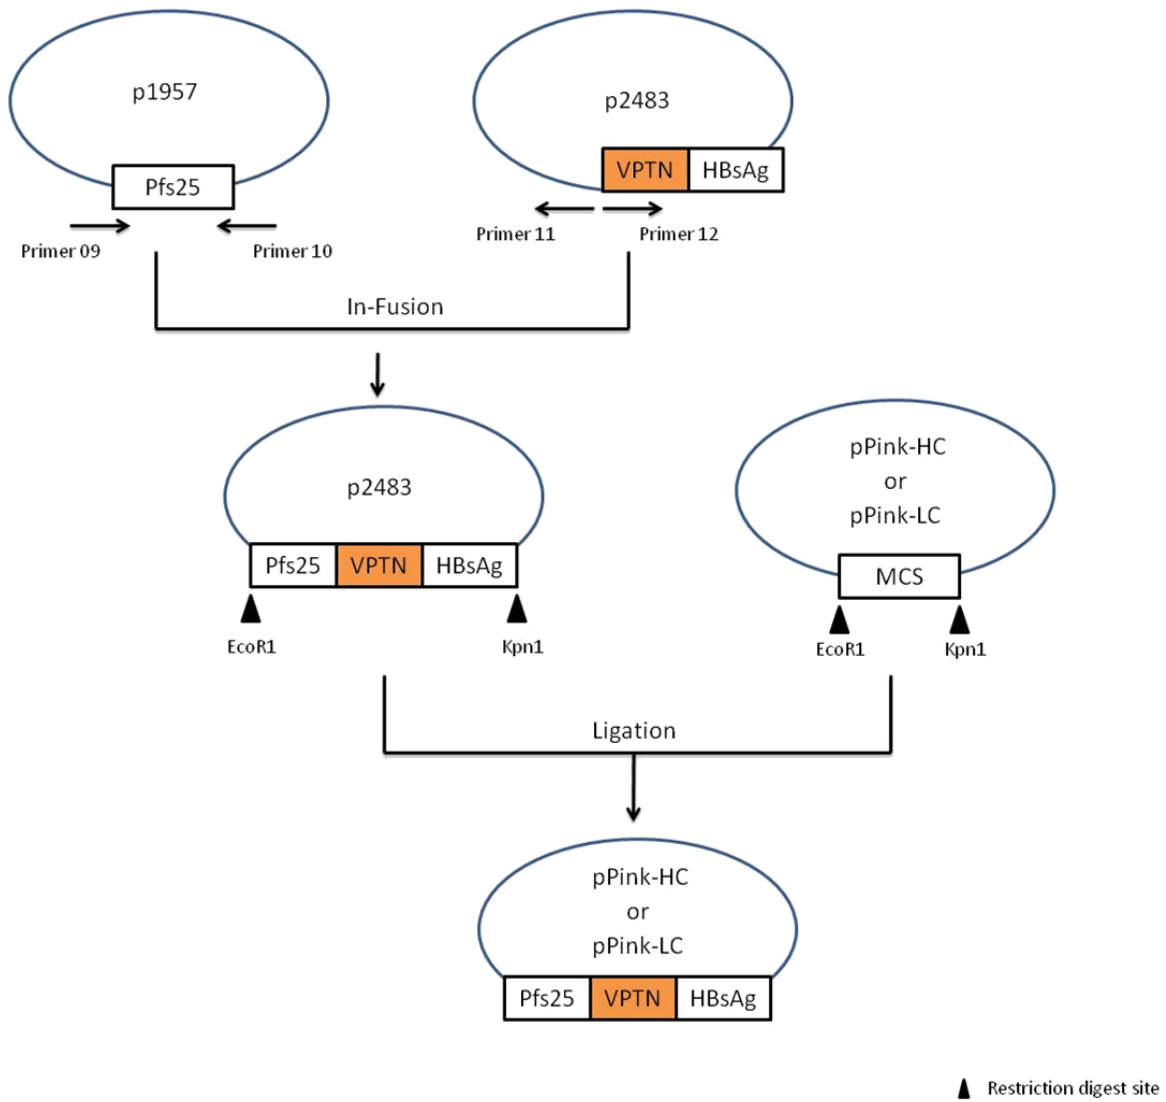 p1957
p2483
Pfs25
VPTN HBsAg
Primer 09
Primer 10
Primer 11
Primer 12
In-Fusion
p2483
Pfs25 VPTN HBsAg
EcoR1
Kpn1
pPink-HC
or
pPink-LC
MCS
EcoR1
Kpn1
Ligation
pPink-HC
or
pPink-LC
Pfs25 VPTN HBsAg
Restriction digest site